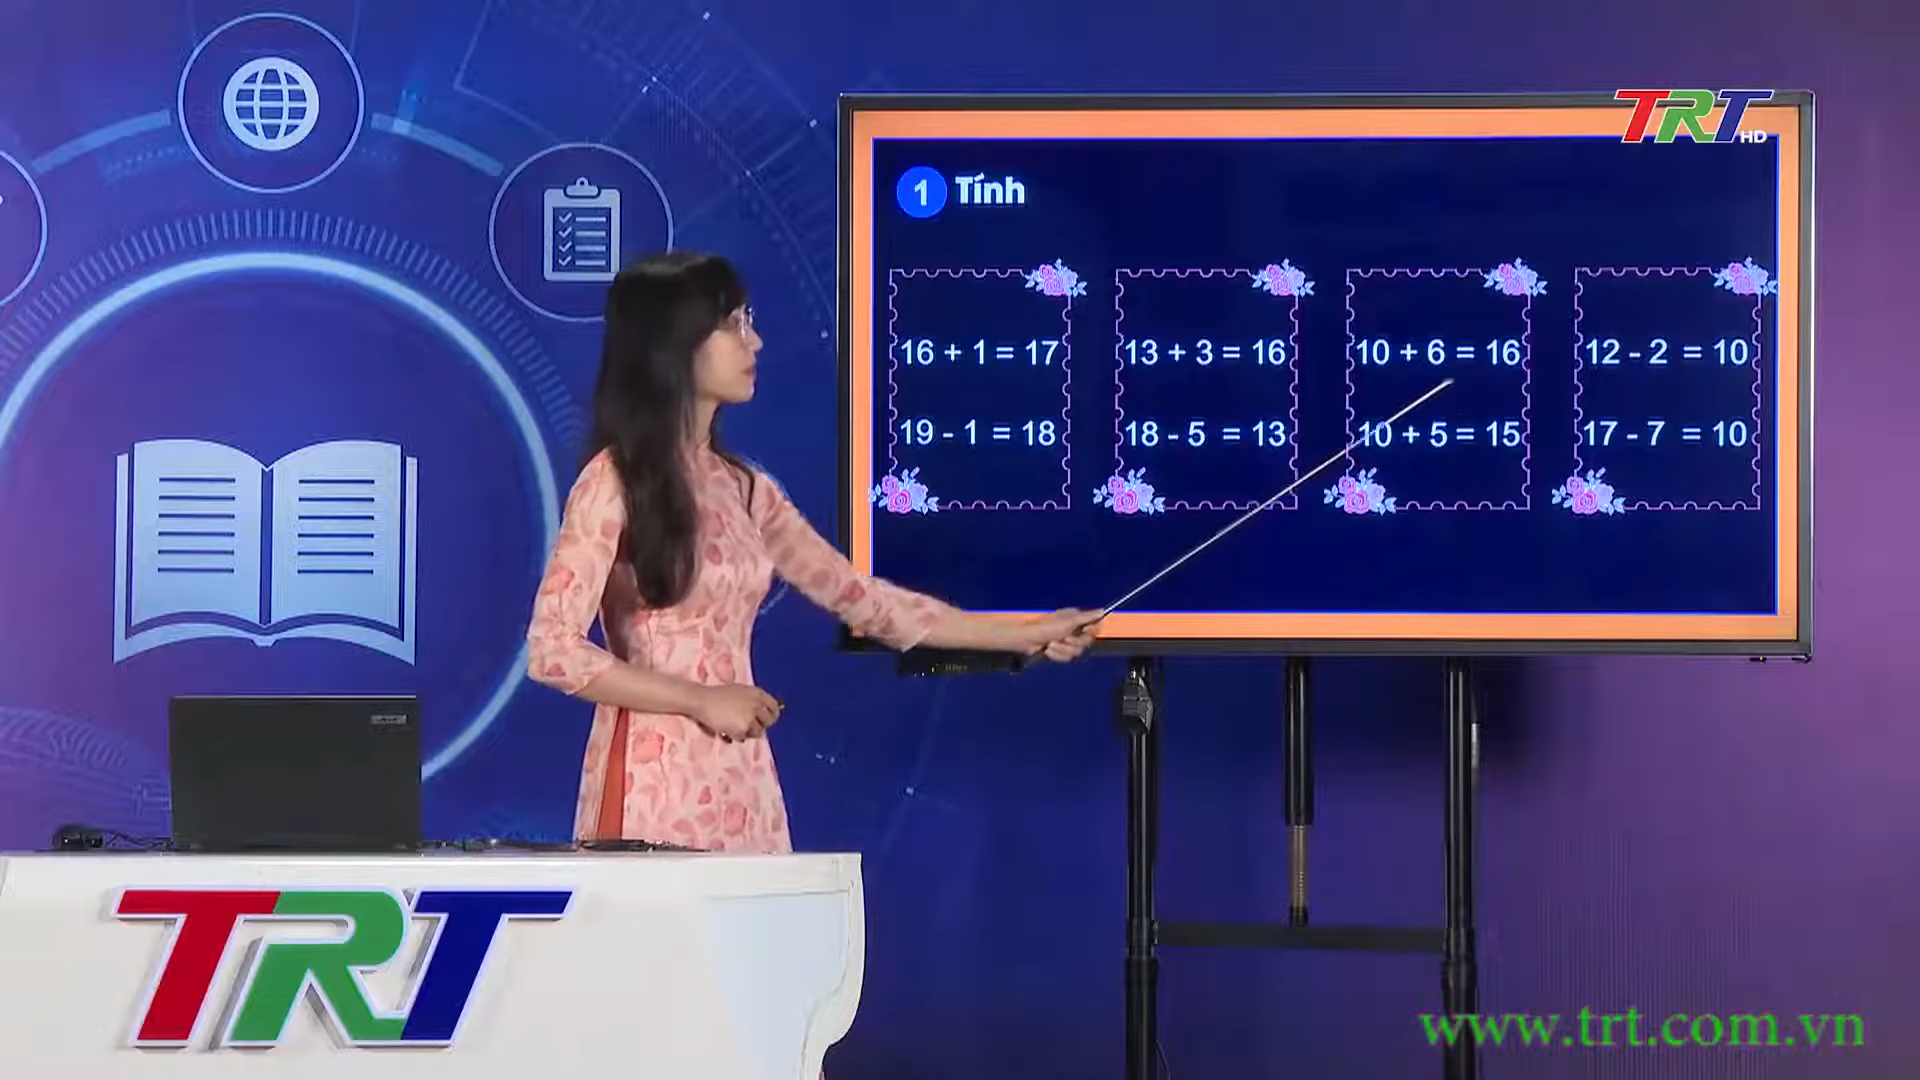 TRT HD
1 Tính
16 + 1 = 17
19 - 1 = 18
13 + 3 = 16
18 - 5 = 13
10 + 6 = 16
10 + 5 = 15
12 - 2 = 10
17 - 7 = 10
TRT
www.trt.com.vn